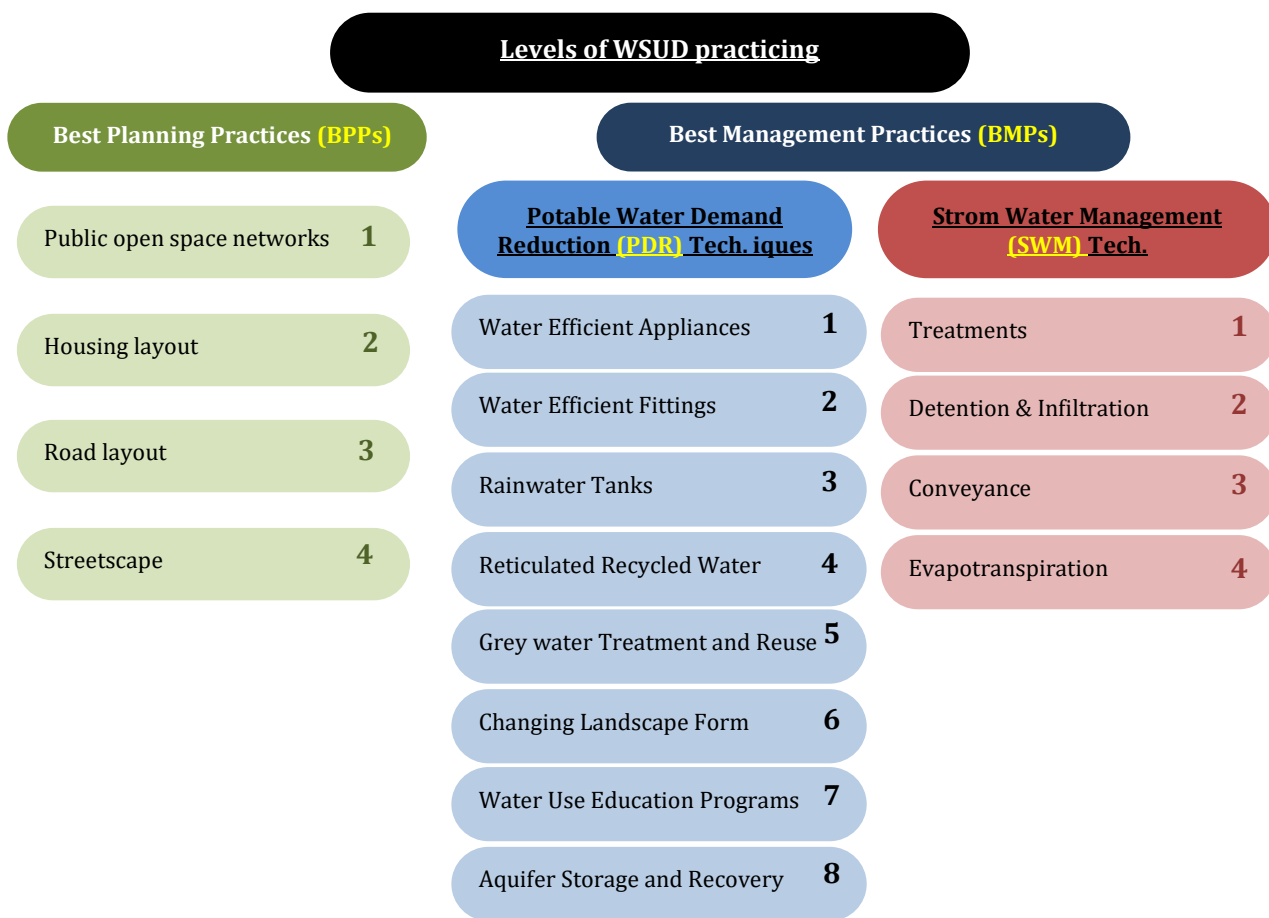 Levels of WSUD practicing
Best Planning Practices (BPPs)
Public open space networks 1
Housing layout 2
Road layout 3
Streetscape 4
Best Management Practices (BMPs)
Potable Water Demand
Reduction (PDR) Tech. iques
Water Efficient Appliances 1
Water Efficient Fittings 2
Rainwater Tanks 3
Reticulated Recycled Water 4
Grey water Treatment and Reuse 5
Changing Landscape Form 6
Water Use Education Programs 7
Aquifer Storage and Recovery 8
Strom Water Management
(SWM) Tech.
Treatments 1
Detention & Infiltration 2
Conveyance 3
Evapotranspiration 4